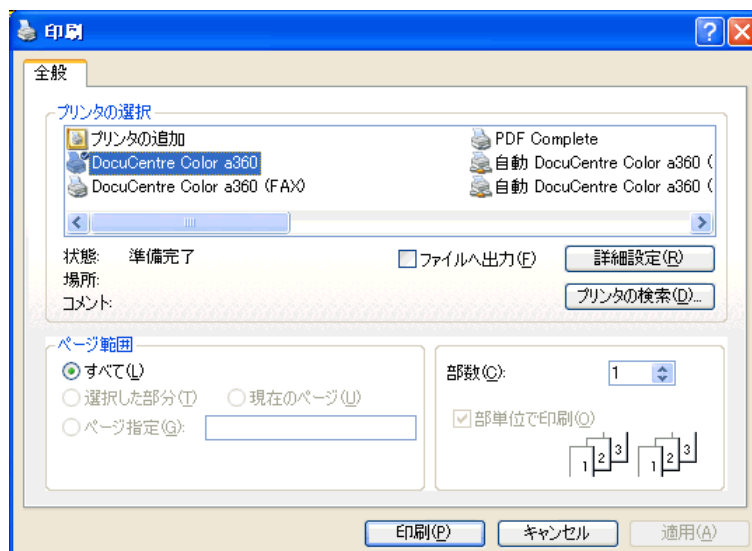 印刷
全般
プリンタの選択
プリンタの追加
DocuCentre Color a360
DocuCentre Color a360 (FAX)
PDF Complete
自動 DocuCentre Color a360 (
自動 DocuCentre Color a360 (
状態: 準備完了
場所:
コメント:
ファイルへ出力(F)
詳細設定(R)
プリンタの検索(D)...
ページ範囲
すべて(L)
選択した部分(T) 現在のページ(U)
ページ指定(G):
部数(C): 1
部単位で印刷(O)
1 2 3 1 2 3
印刷(P) キャンセル 適用(A)